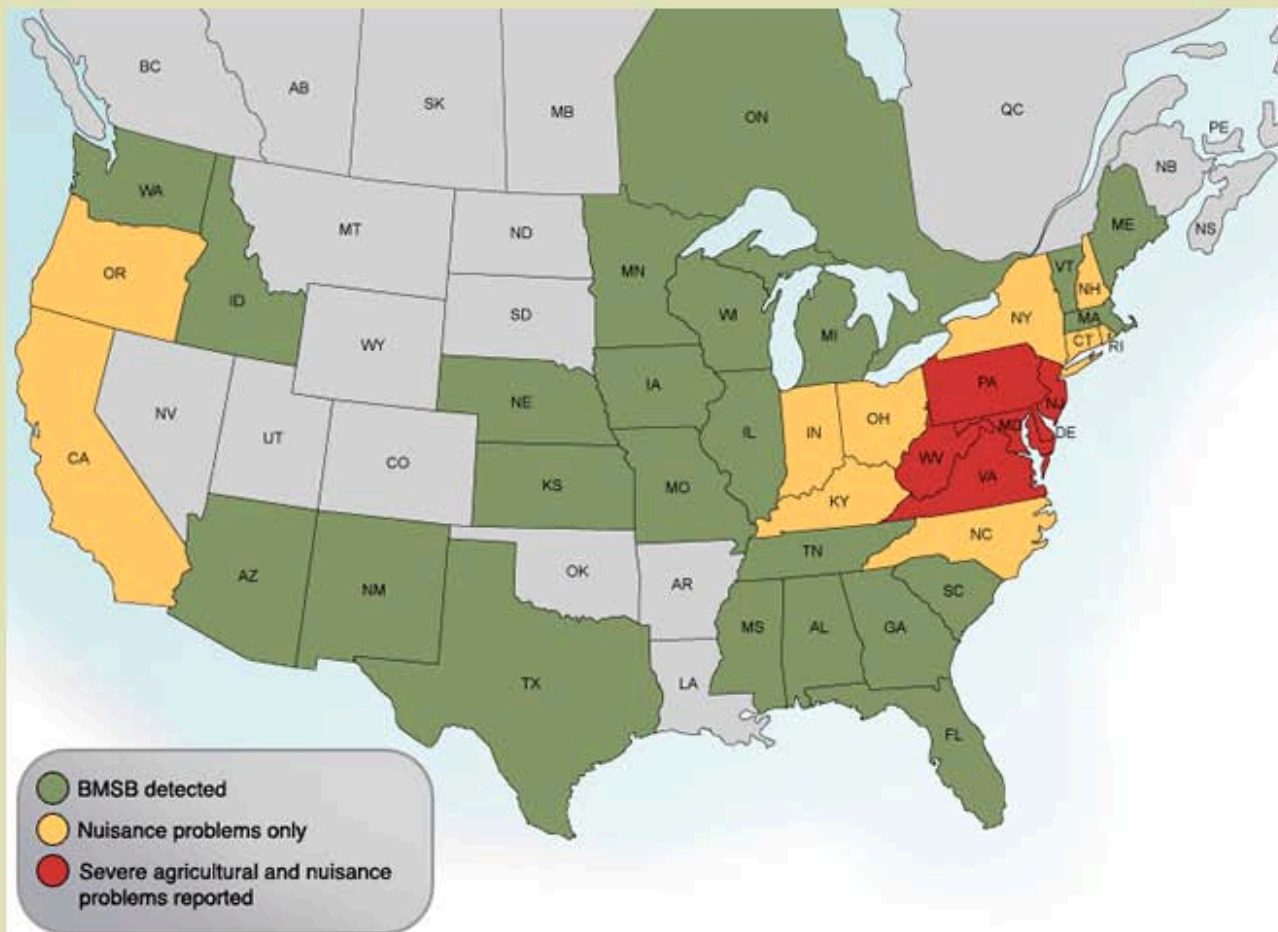 BC
AB
SK
MB
ON
QC
PE
NB
NS
WA
MT
ND
MN
ME
OR
ID
SD
WI
VT
NH
WY
MI
NY
MA
CT
RI
NV
UT
CO
NE
IA
IL
IN
OH
PA
NJ
CA
KS
MO
KY
WV
MD
DE
VA
AZ
NM
OK
AR
TN
NC
TX
LA
MS
AL
GA
SC
FL
BMSB detected
Nuisance problems only
Severe agricultural and nuisance
problems reported